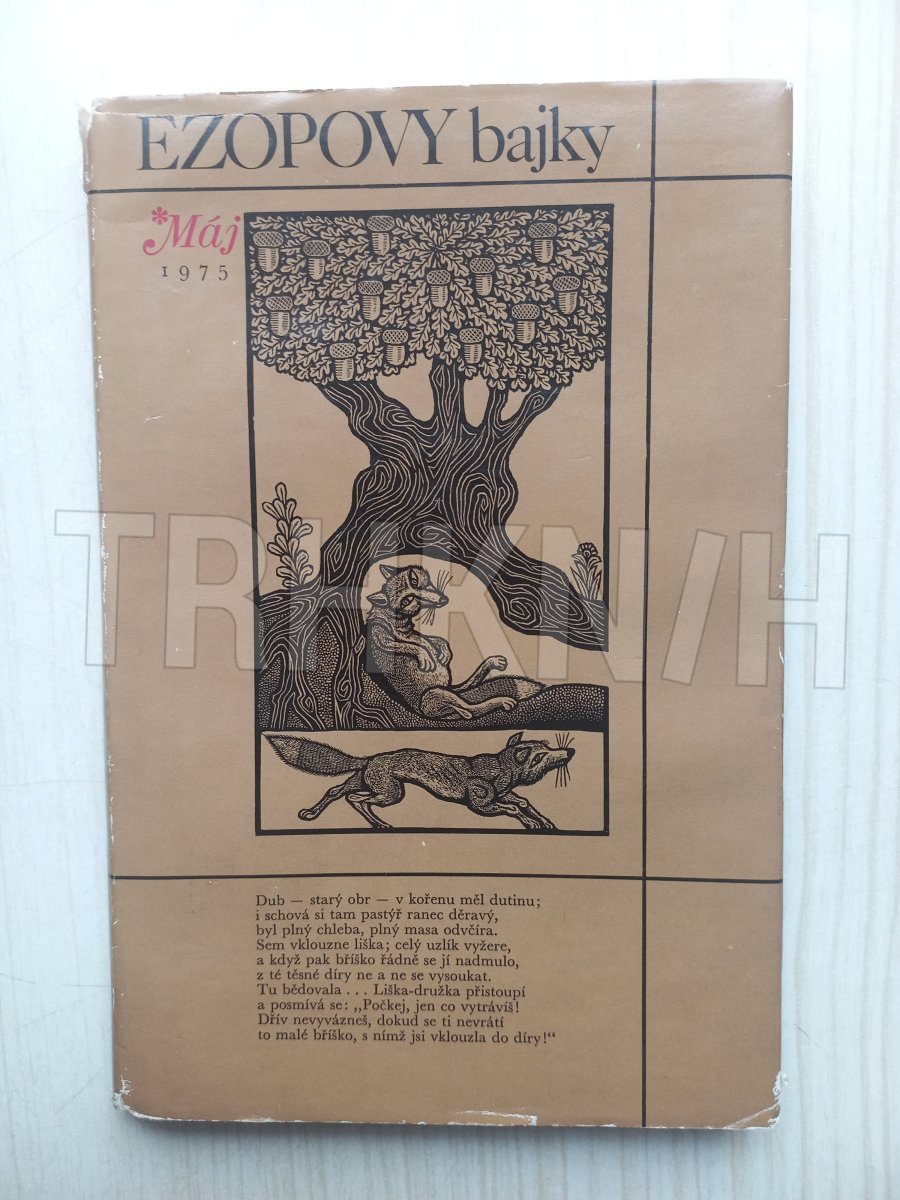 EZOPOVY bajky
*Máj
1975
TRHKNIH
Dub — starý obr — v kořenu měl dutinu;
i schová si tam pastýř ranec děravý,
byl plný chleba, plný masa odvčíra.
Sem vklouzne liška; celý uzlík vyžere,
a když pak bříško řádně se jí nadmulo,
z té těsné díry ne a ne se vysoukat.
Tu bědovala . . . Liška-družka přistoupí
a posmívá se: „Počkej, jen co vytrávíš!
Dřív nevyvázneš, dokud se ti nevrátí
to malé bříško, s nímž jsi vklouzla do díry!“